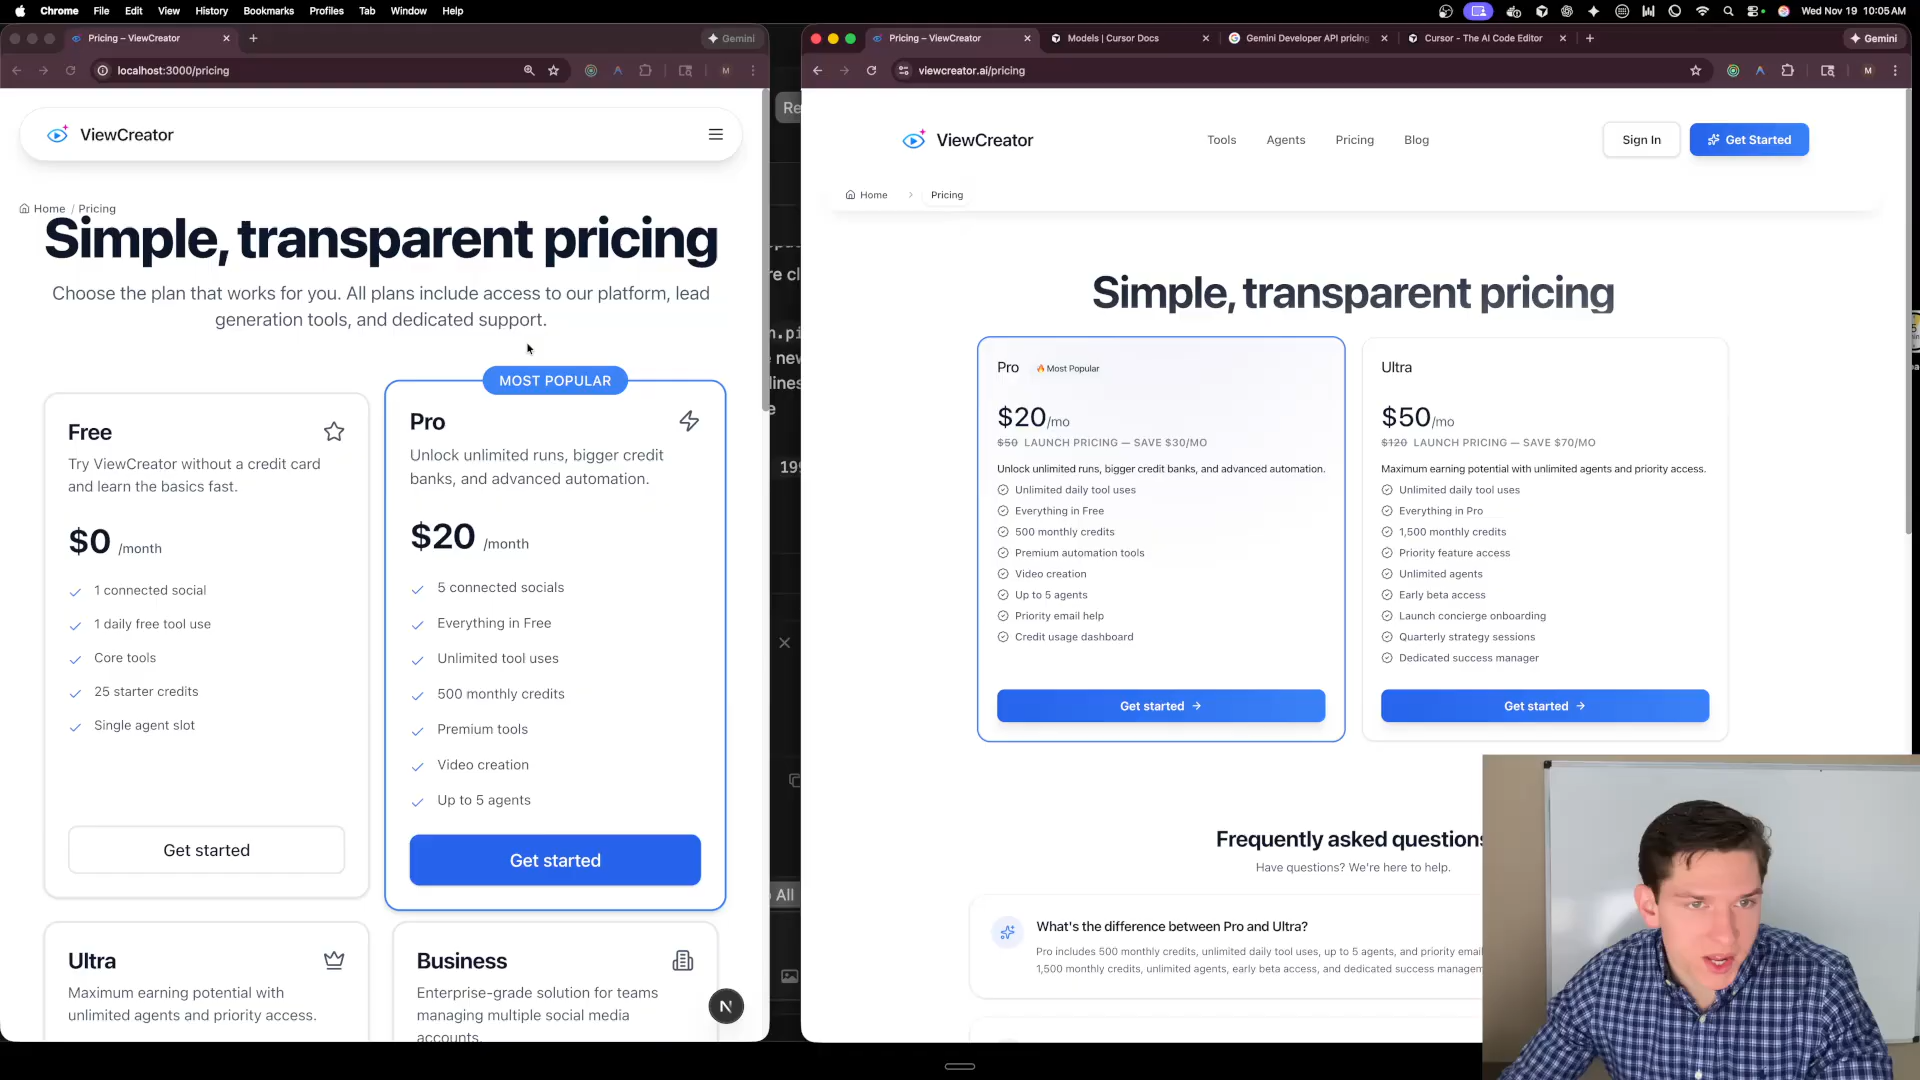 Chrome File Edit View History Bookmarks Profiles Tab Window Help
Wed Nov 19 10:05 AM
Pricing – ViewCreator
Gemini
localhost:3000/pricing
M
ViewCreator
Home / Pricing
Simple, transparent pricing
Choose the plan that works for you. All plans include access to our platform, lead
generation tools, and dedicated support.
Free
Try ViewCreator without a credit card
and learn the basics fast.
$0 /month
1 connected social
1 daily free tool use
Core tools
25 starter credits
Single agent slot
Get started
MOST POPULAR
Pro
Unlock unlimited runs, bigger credit
banks, and advanced automation.
$20 /month
5 connected socials
Everything in Free
Unlimited tool uses
500 monthly credits
Premium tools
Video creation
Up to 5 agents
Get started
Ultra
Maximum earning potential with
unlimited agents and priority access.
Business
Enterprise-grade solution for teams
managing multiple social media
accounts.
N
Re
re cl
n.pi
new
lines
e
199
All
Pricing – ViewCreator
Models | Cursor Docs
Gemini Developer API pricing
Cursor - The AI Code Editor
Gemini
viewcreator.ai/pricing
M
ViewCreator
Tools
Agents
Pricing
Blog
Sign In
Get Started
Home
Pricing
Simple, transparent pricing
Pro
🔥 Most Popular
$20/mo
$50 LAUNCH PRICING — SAVE $30/MO
Unlock unlimited runs, bigger credit banks, and advanced automation.
Unlimited daily tool uses
Everything in Free
500 monthly credits
Premium automation tools
Video creation
Up to 5 agents
Priority email help
Credit usage dashboard
Get started →
Ultra
$50/mo
$120 LAUNCH PRICING — SAVE $70/MO
Maximum earning potential with unlimited agents and priority access.
Unlimited daily tool uses
Everything in Pro
1,500 monthly credits
Priority feature access
Unlimited agents
Early beta access
Launch concierge onboarding
Quarterly strategy sessions
Dedicated success manager
Get started →
Frequently asked questions
Have questions? We're here to help.
What's the difference between Pro and Ultra?
Pro includes 500 monthly credits, unlimited daily tool uses, up to 5 agents, and priority email
1,500 monthly credits, unlimited agents, early beta access, and dedicated success managem